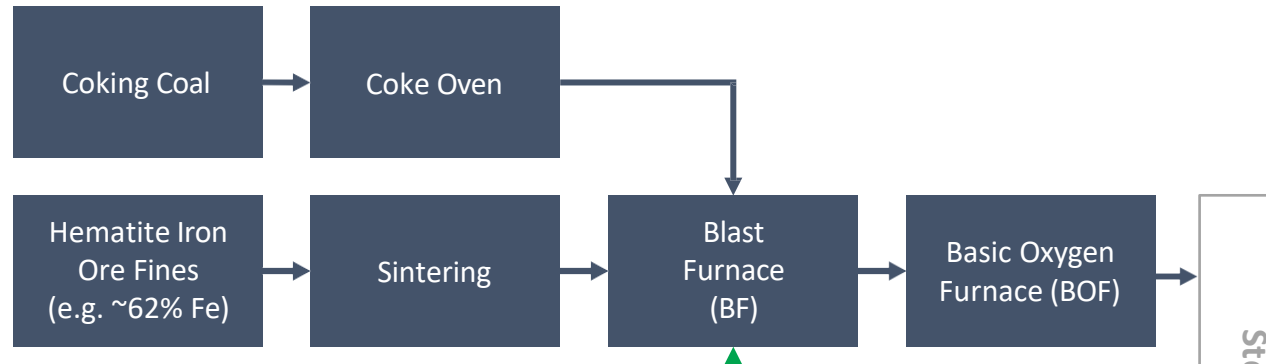 Coking Coal
Coke Oven
Hematite Iron
Ore Fines
(e.g. ~62% Fe)
Sintering
Blast
Furnace
(BF)
Basic Oxygen
Furnace (BOF)